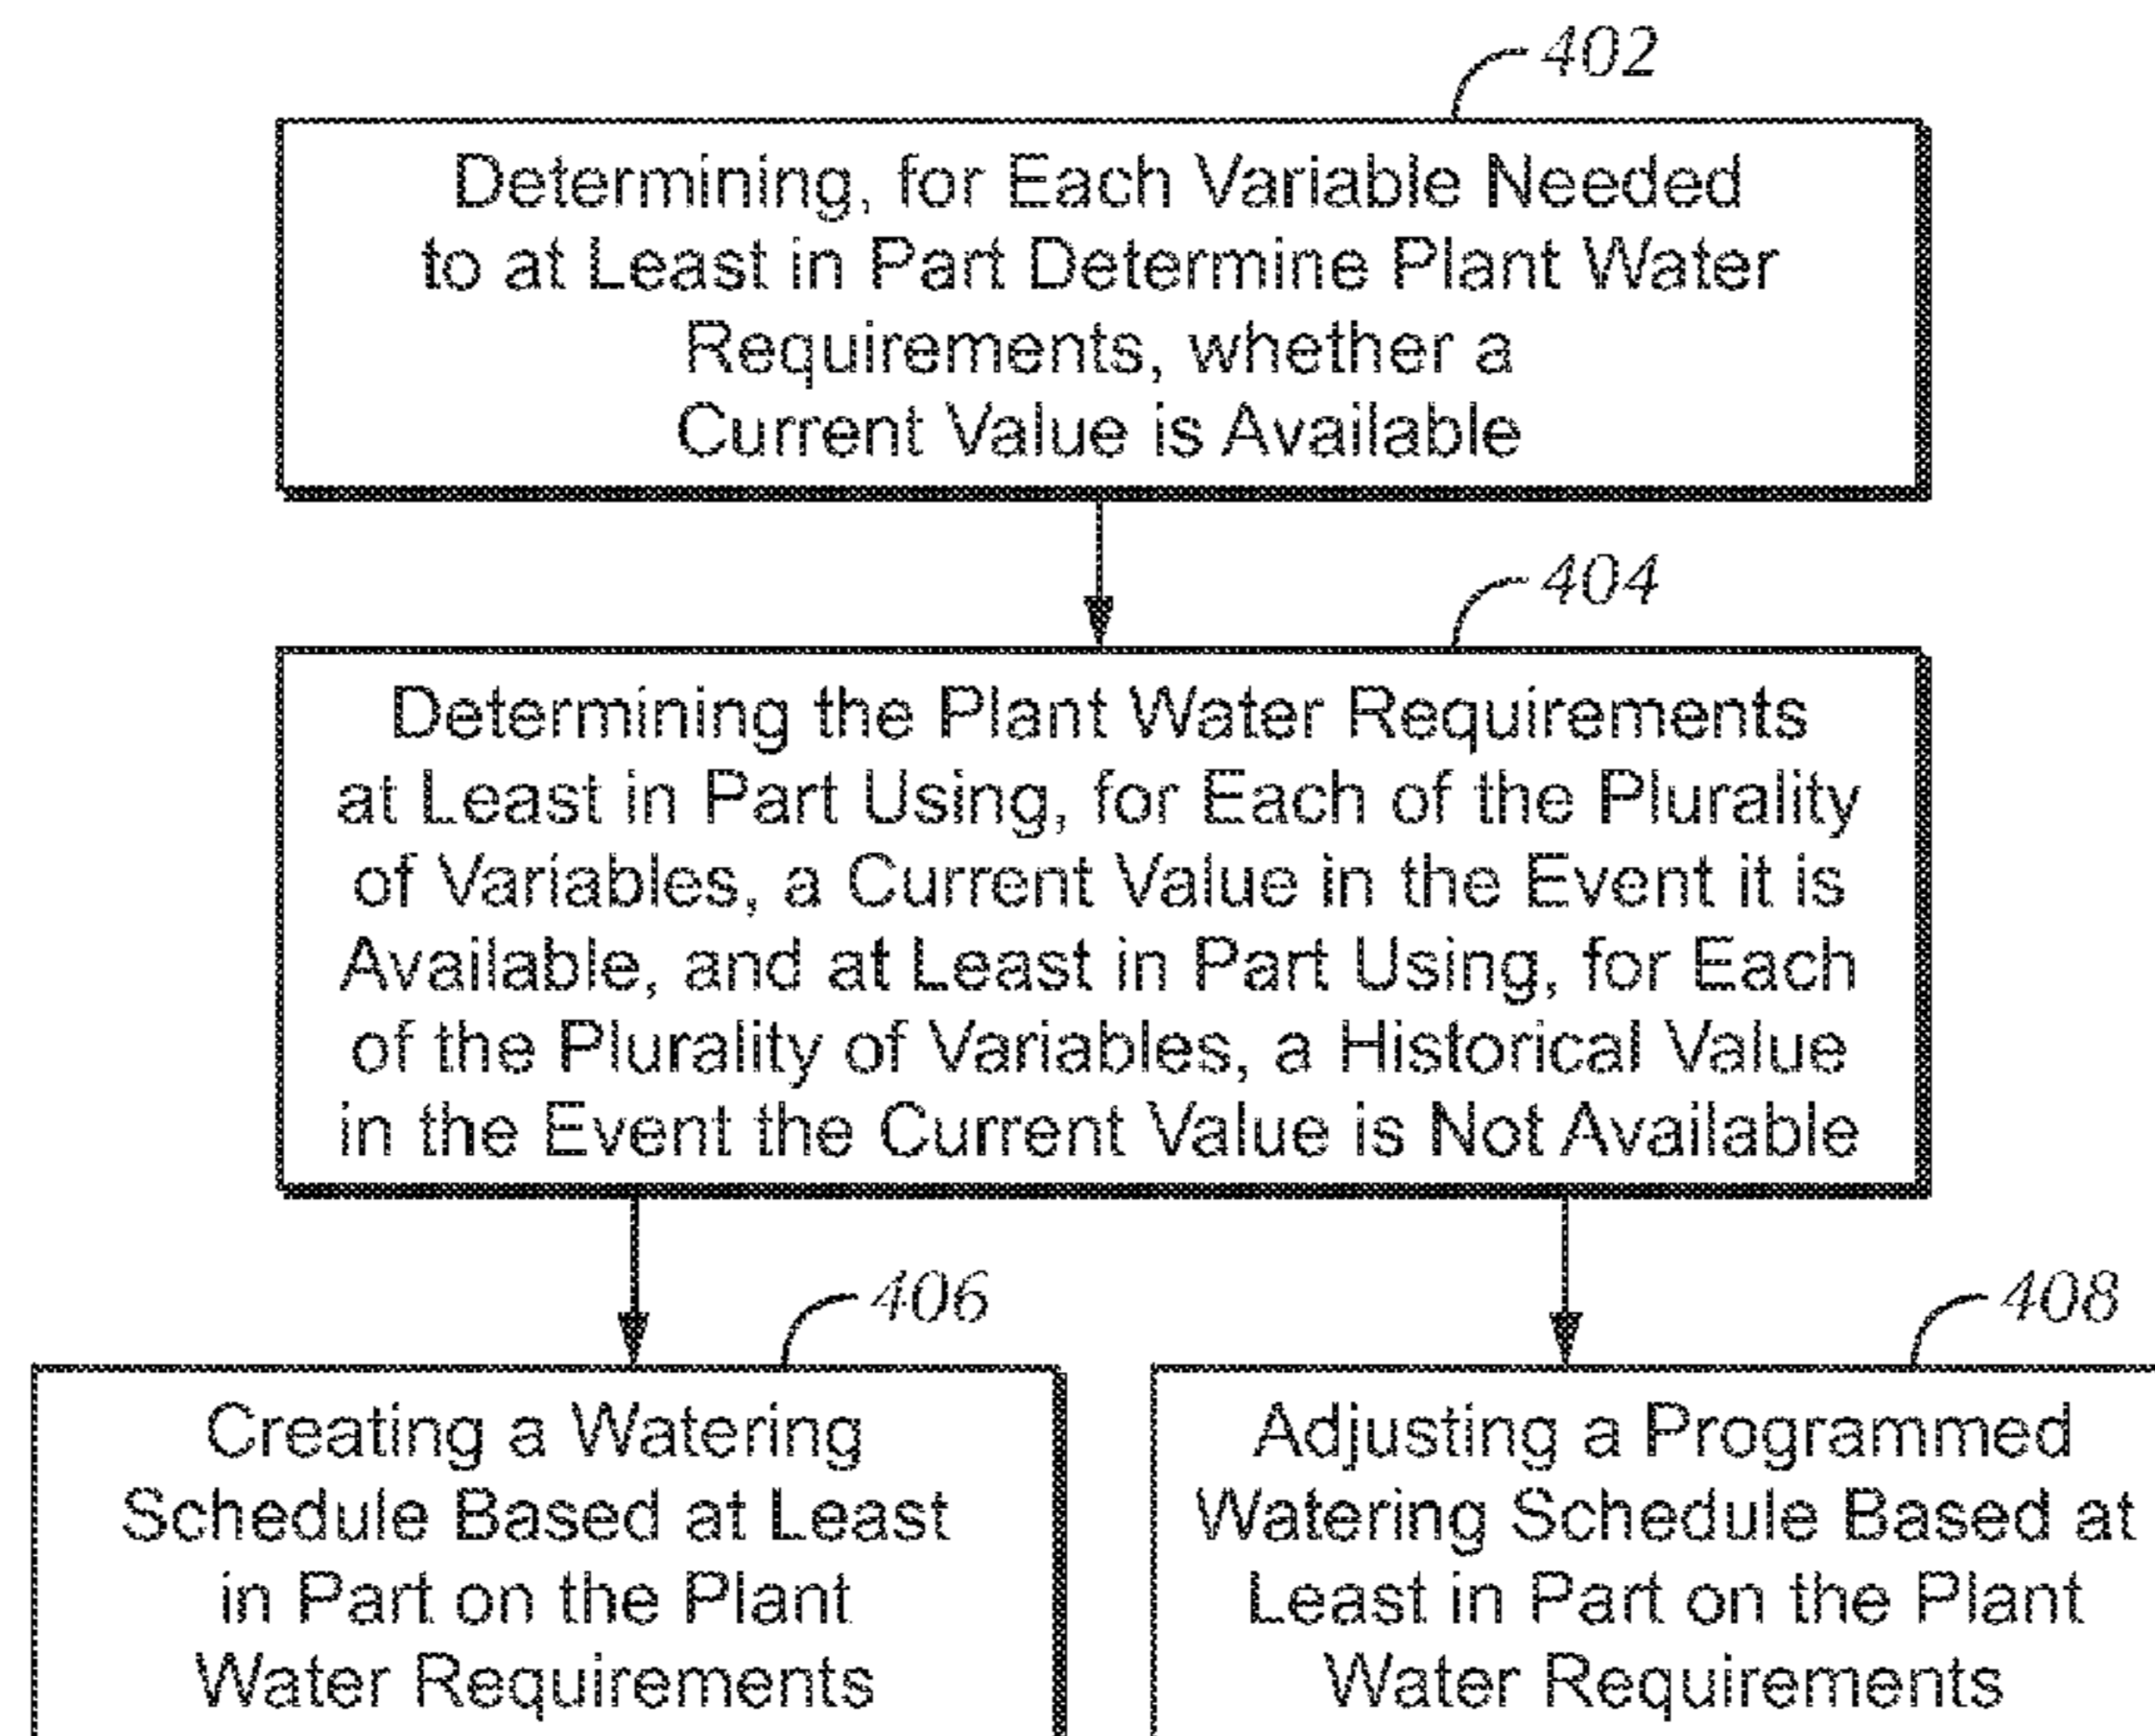 402
Determining, for Each Variable Needed
to at Least in Part Determine Plant Water
Requirements, whether a
Current Value is Available
404
Determining the Plant Water Requirements
at Least in Part Using, for Each of the Plurality
of Variables, a Current Value in the Event it is
Available, and at Least in Part Using, for Each
of the Plurality of Variables, a Historical Value
in the Event the Current Value is Not Available
406
Creating a Watering
Schedule Based at Least
in Part on the Plant
Water Requirements
408
Adjusting a Programmed
Watering Schedule Based at
Least in Part on the Plant
Water Requirements